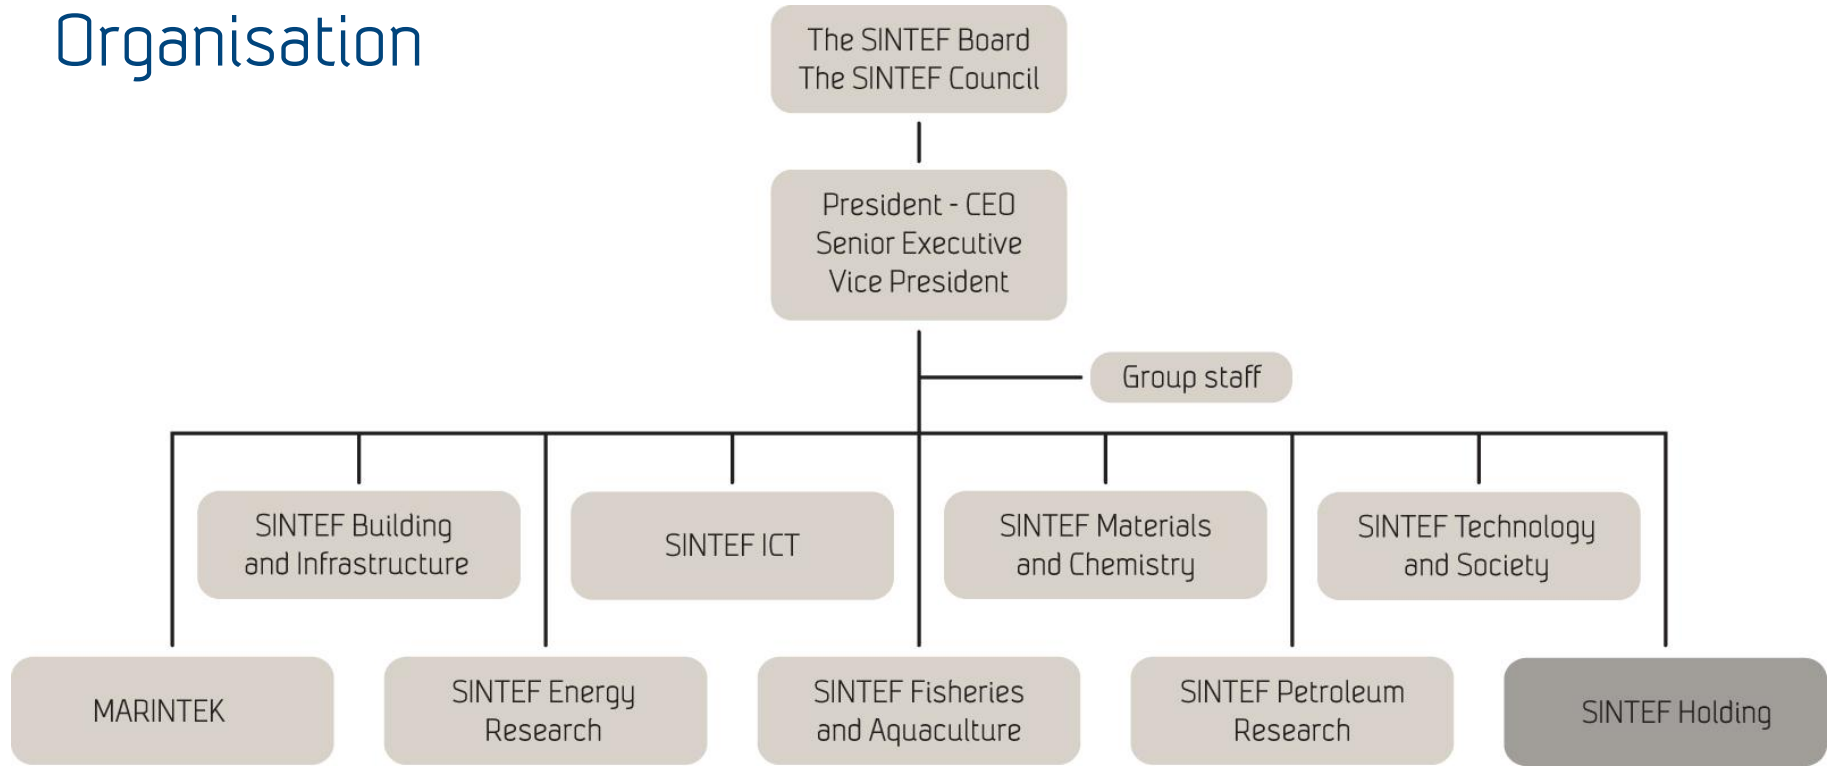 Organisation
The SINTEF Board
The SINTEF Council
President - CEO
Senior Executive
Vice President
Group staff
SINTEF Building
and Infrastructure
SINTEF ICT
SINTEF Materials
and Chemistry
SINTEF Technology
and Society
MARINTEK
SINTEF Energy
Research
SINTEF Fisheries
and Aquaculture
SINTEF Petroleum
Research
SINTEF Holding